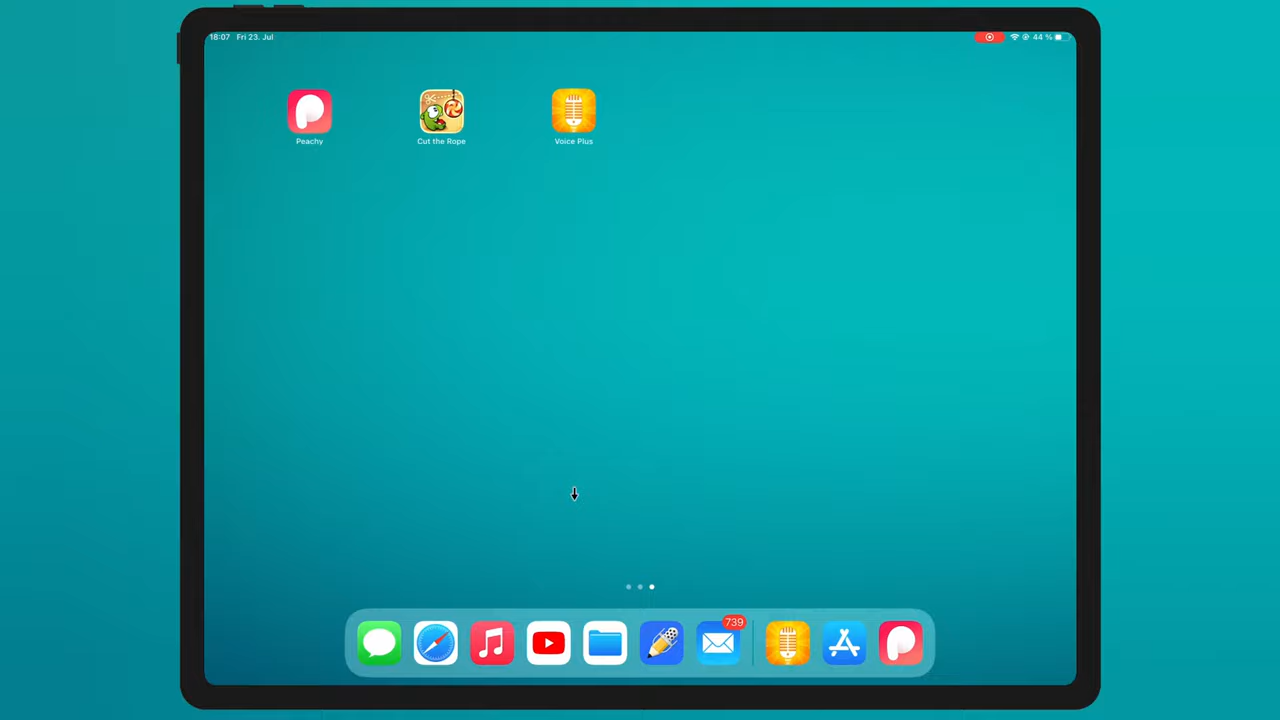 18:07 Fri 23. Jul
44 %
Peachy
Cut the Rope
Voice Plus
739